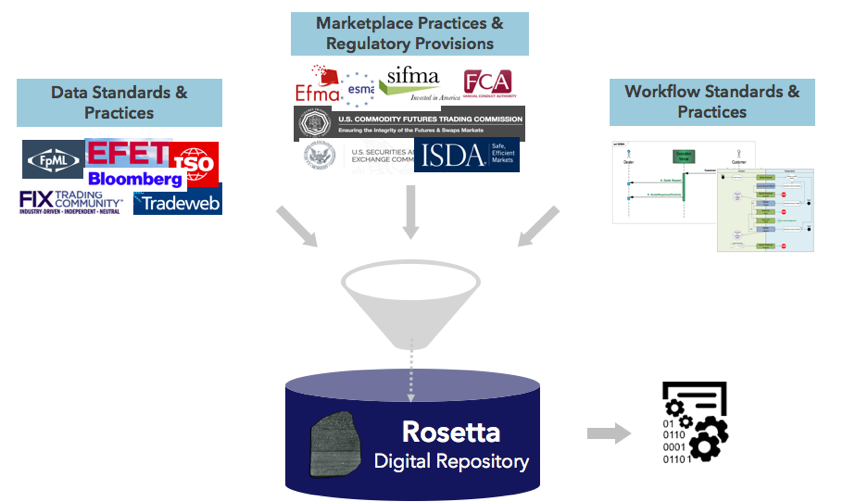 Marketplace Practices &
Regulatory Provisions
Data Standards &
Practices
Workflow Standards &
Practices
Efma
esma
sifma
Invested in America
FCA
FINANCIAL CONDUCT AUTHORITY
U.S. COMMODITY FUTURES TRADING COMMISSION
Ensuring the Integrity of the Futures & Swaps Markets
U.S. SECURITIES A
EXCHANGE COMM
ISDA
Safe,
Efficient
Markets
FpML
EFET
ISO
Bloomberg
FIX TRADING
COMMUNITY™
INDUSTRY-DRIVEN • INDEPENDENT • NEUTRAL
Tradeweb
Dealer
Customer
Rosetta
Digital Repository
01
0110
0001
01101